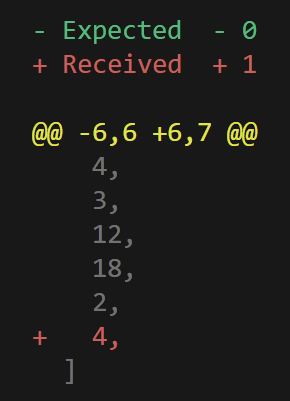 - Expected  - 0
+ Received  + 1

@@ -6,6 +6,7 @@
    4,
    3,
    12,
    18,
    2,
+   4,
  ]